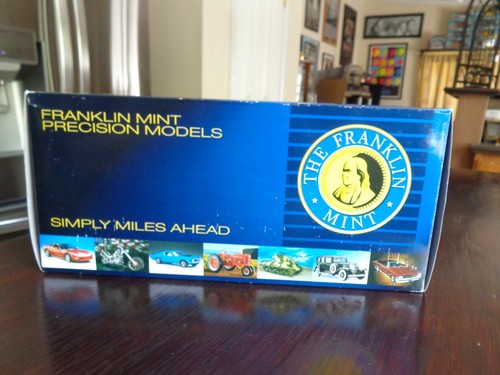 FRANKLIN MINT
PRECISION MODELS
SIMPLY MILES AHEAD
THE FRANKLIN
MINT